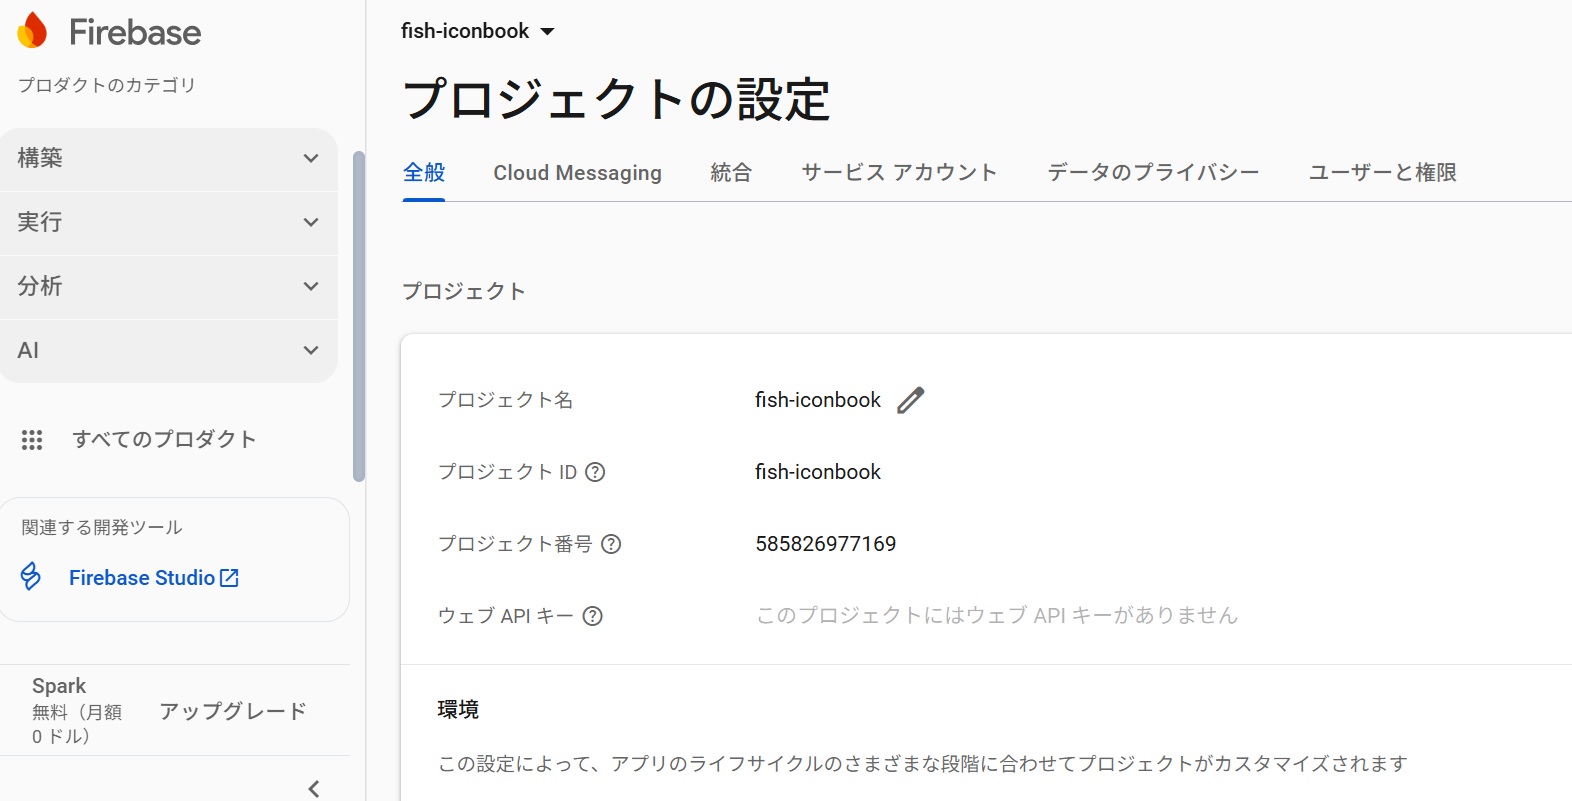 Firebase
プロダクトのカテゴリ
構築
実行
分析
AI
すべてのプロダクト
関連する開発ツール
Firebase Studio
Spark
無料（月額
0 ドル）
アップグレード
fish-iconbook
プロジェクトの設定
全般 Cloud Messaging 統合 サービス アカウント データのプライバシー ユーザーと権限
プロジェクト
プロジェクト名 fish-iconbook
プロジェクト ID fish-iconbook
プロジェクト番号 585826977169
ウェブ API キー このプロジェクトにはウェブ API キーがありません
環境
この設定によって、アプリのライフサイクルのさまざまな段階に合わせてプロジェクトがカスタマイズされます